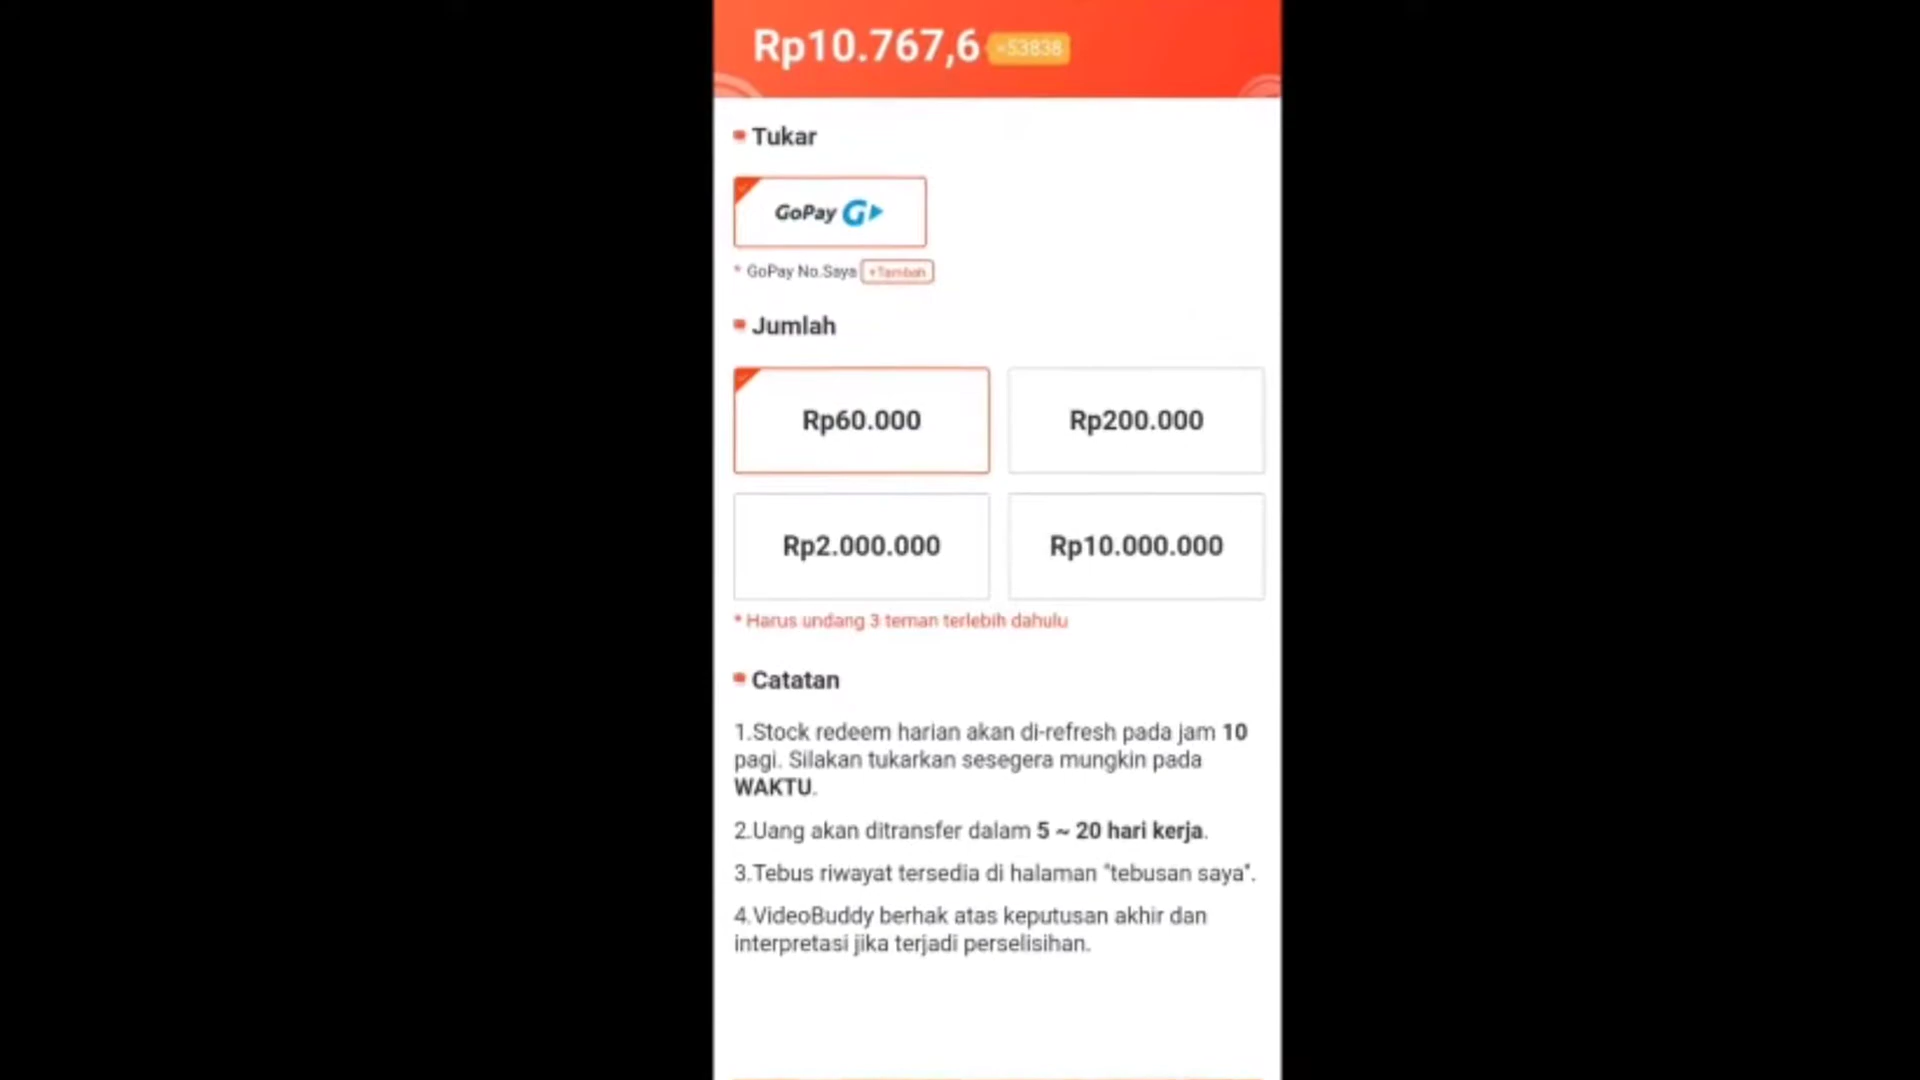 Rp10.767,6 ≈53838
Tukar
GoPay
* GoPay No.Saya +Tambah
Jumlah
Rp60.000 Rp200.000
Rp2.000.000 Rp10.000.000
* Harus undang 3 teman terlebih dahulu
Catatan
1.Stock redeem harian akan di-refresh pada jam 10
pagi. Silakan tukarkan sesegera mungkin pada
WAKTU.
2.Uang akan ditransfer dalam 5 ~ 20 hari kerja.
3.Tebus riwayat tersedia di halaman "tebusan saya".
4.VideoBuddy berhak atas keputusan akhir dan
interpretasi jika terjadi perselisihan.